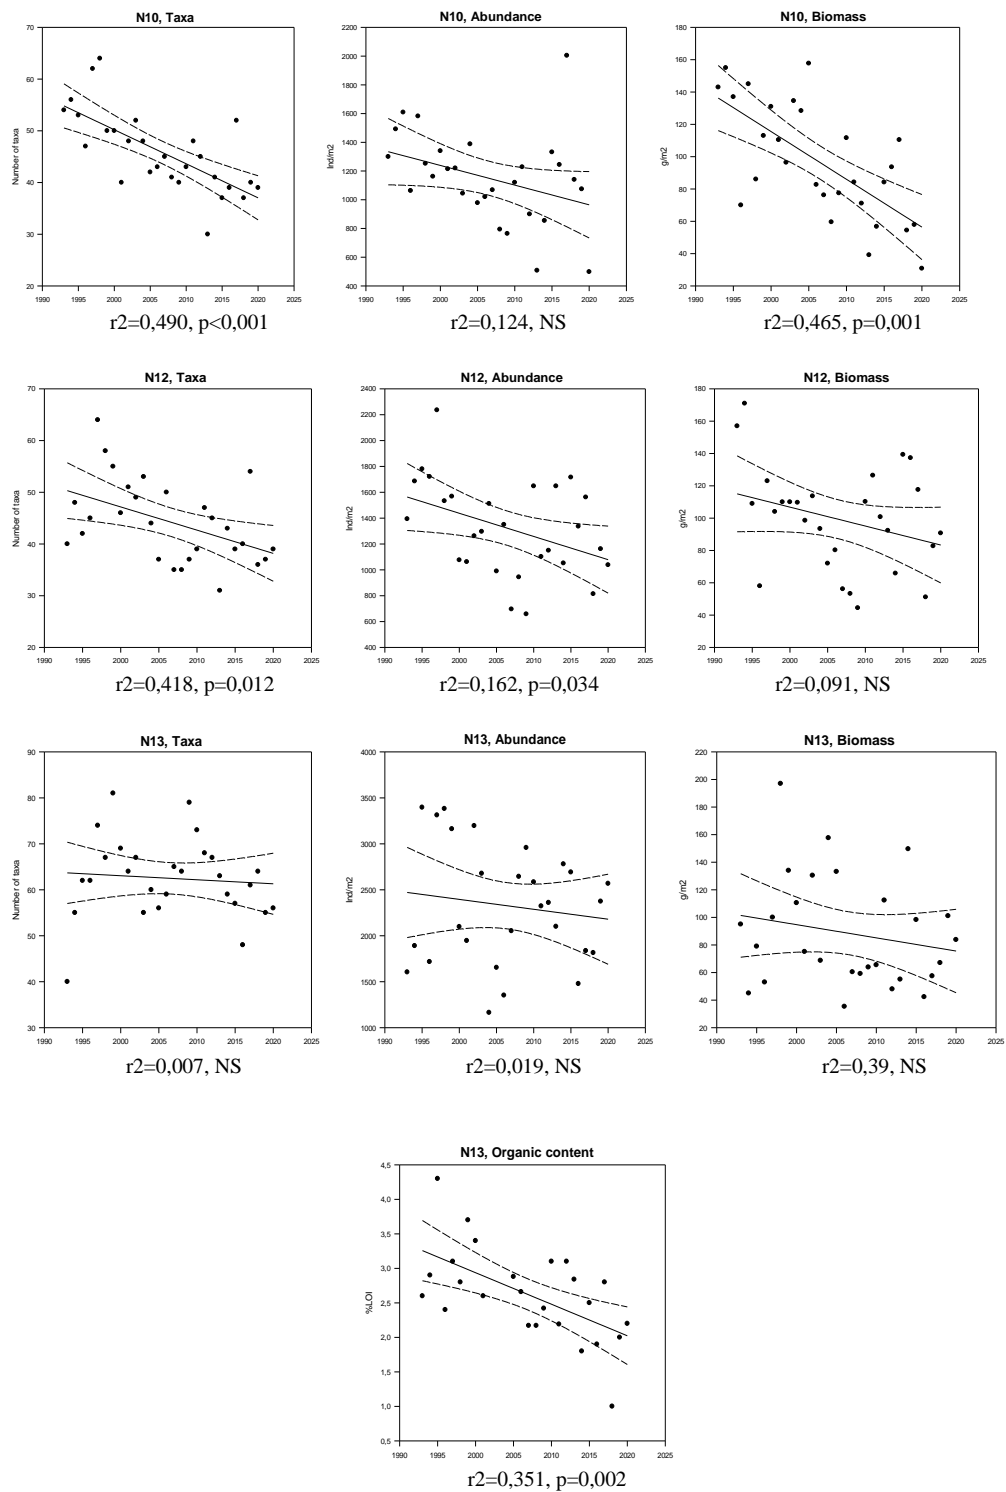 N10, Taxa
N10, Abundance
N10, Biomass
70
60
50
40
30
20
Number of taxa
1990 1995 2000 2005 2010 2015 2020 2025
2200
2000
1800
1600
1400
1200
1000
800
600
400
Ind/m2
1990 1995 2000 2005 2010 2015 2020 2025
180
160
140
120
100
80
60
40
20
g/m2
1990 1995 2000 2005 2010 2015 2020 2025
r2=0,490, p<0,001
r2=0,124, NS
r2=0,465, p=0,001
N12, Taxa
N12, Abundance
N12, Biomass
70
60
50
40
30
20
Number of taxa
1990 1995 2000 2005 2010 2015 2020 2025
2400
2200
2000
1800
1600
1400
1200
1000
800
600
400
Ind/m2
1990 1995 2000 2005 2010 2015 2020 2025
180
160
140
120
100
80
60
40
20
g/m2
1990 1995 2000 2005 2010 2015 2020 2025
r2=0,418, p=0,012
r2=0,162, p=0,034
r2=0,091, NS
N13, Taxa
N13, Abundance
N13, Biomass
90
80
70
60
50
40
30
Number of taxa
1990 1995 2000 2005 2010 2015 2020 2025
4000
3500
3000
2500
2000
1500
1000
Ind/m2
1990 1995 2000 2005 2010 2015 2020 2025
220
200
180
160
140
120
100
80
60
40
20
g/m2
1990 1995 2000 2005 2010 2015 2020 2025
r2=0,007, NS
r2=0,019, NS
r2=0,39, NS
N13, Organic content
4,5
4,0
3,5
3,0
2,5
2,0
1,5
1,0
0,5
%LOI
1990 1995 2000 2005 2010 2015 2020 2025
r2=0,351, p=0,002